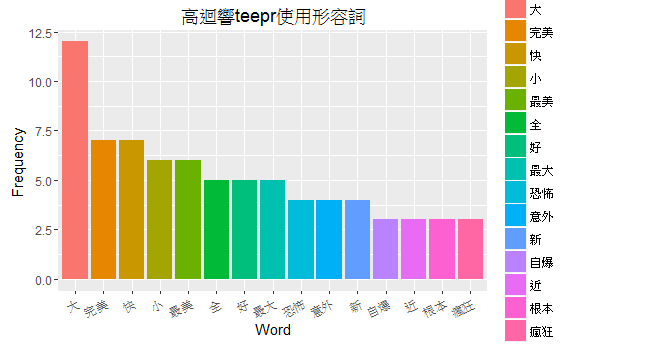 高迴響teepr使用形容詞
Frequency
12.5
10.0
7.5
5.0
2.5
0.0
大 完美 快 小 最美 全 好 最大 恐怖 意外 新 自爆 近 根本 瘋狂
Word
大
完美
快
小
最美
全
好
最大
恐怖
意外
新
自爆
近
根本
瘋狂